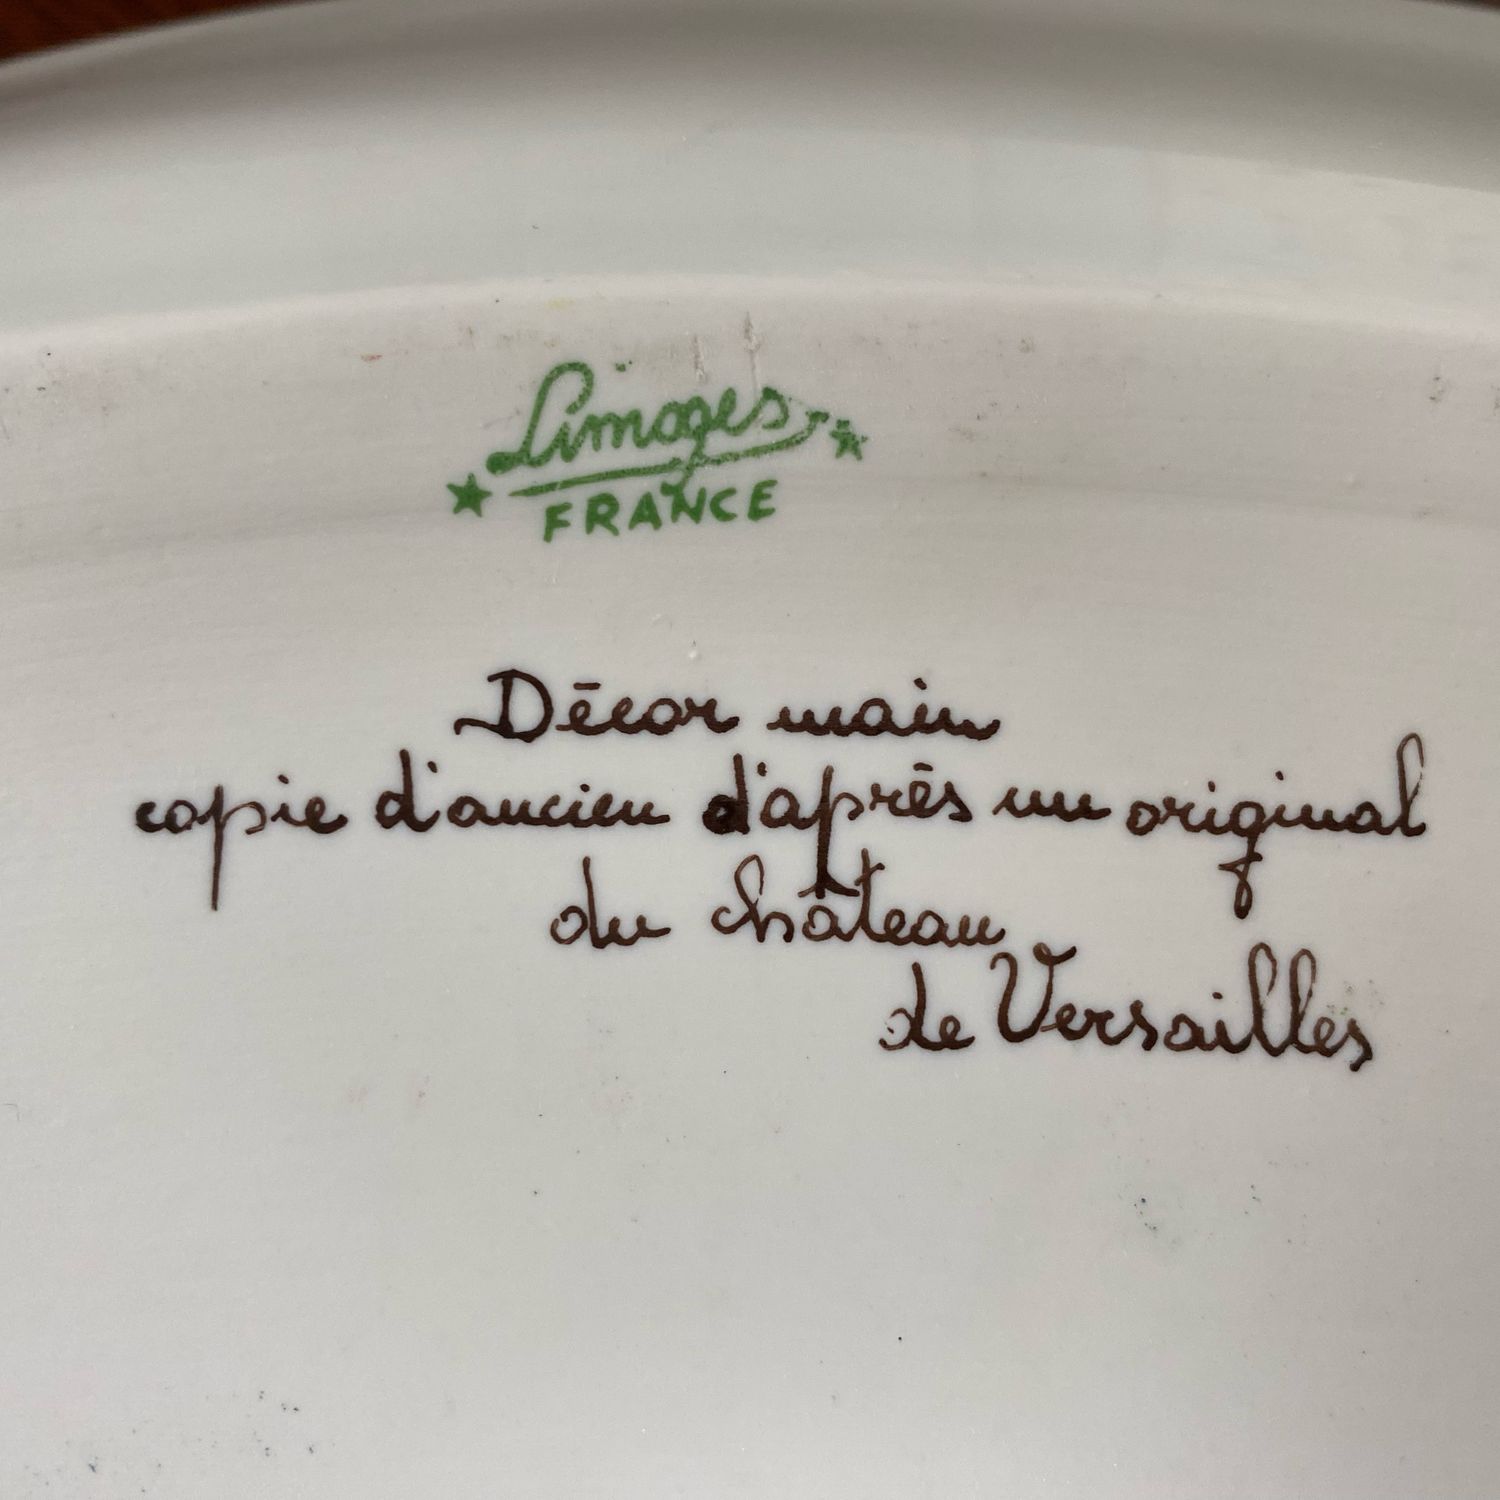 Limoges
FRANCE
Décor main
copie d'ancien d'après un original
du château
de Versailles